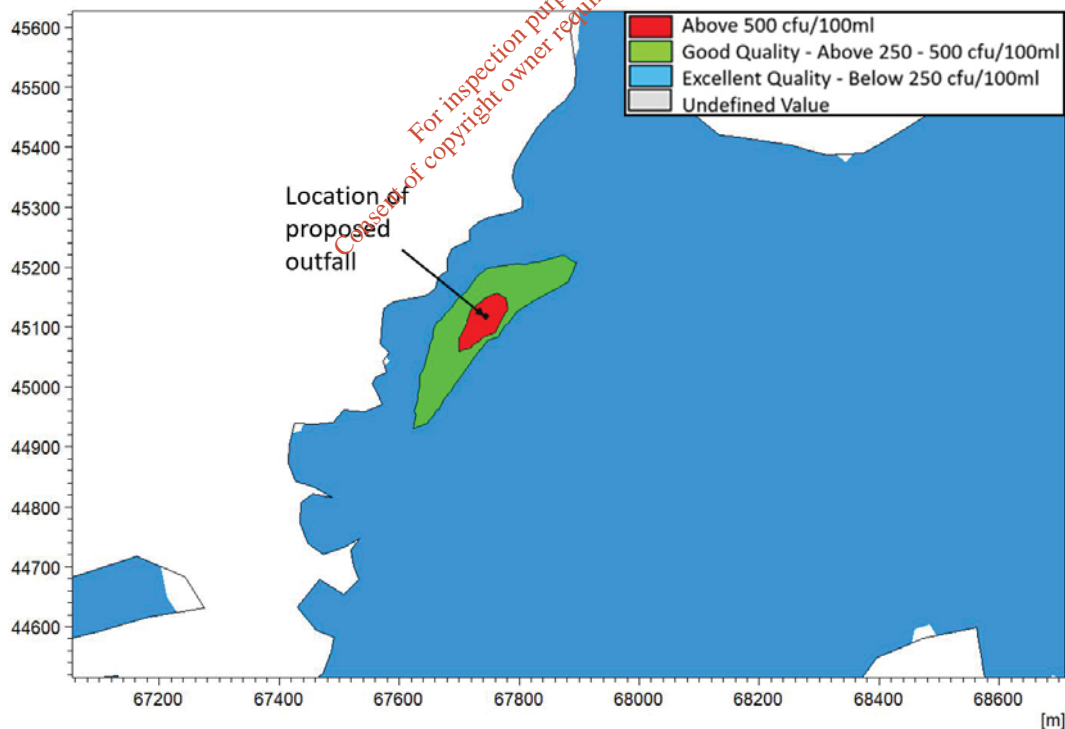 For inspection purp
Consent of copyright owner requir
Above 500 cfu/100ml
Good Quality - Above 250 - 500 cfu/100ml
Excellent Quality - Below 250 cfu/100ml
Undefined Value
Location of
proposed
outfall
45600
45500
45400
45300
45200
45100
45000
44900
44800
44700
44600
67200 67400 67600 67800 68000 68200 68400 68600
[m]